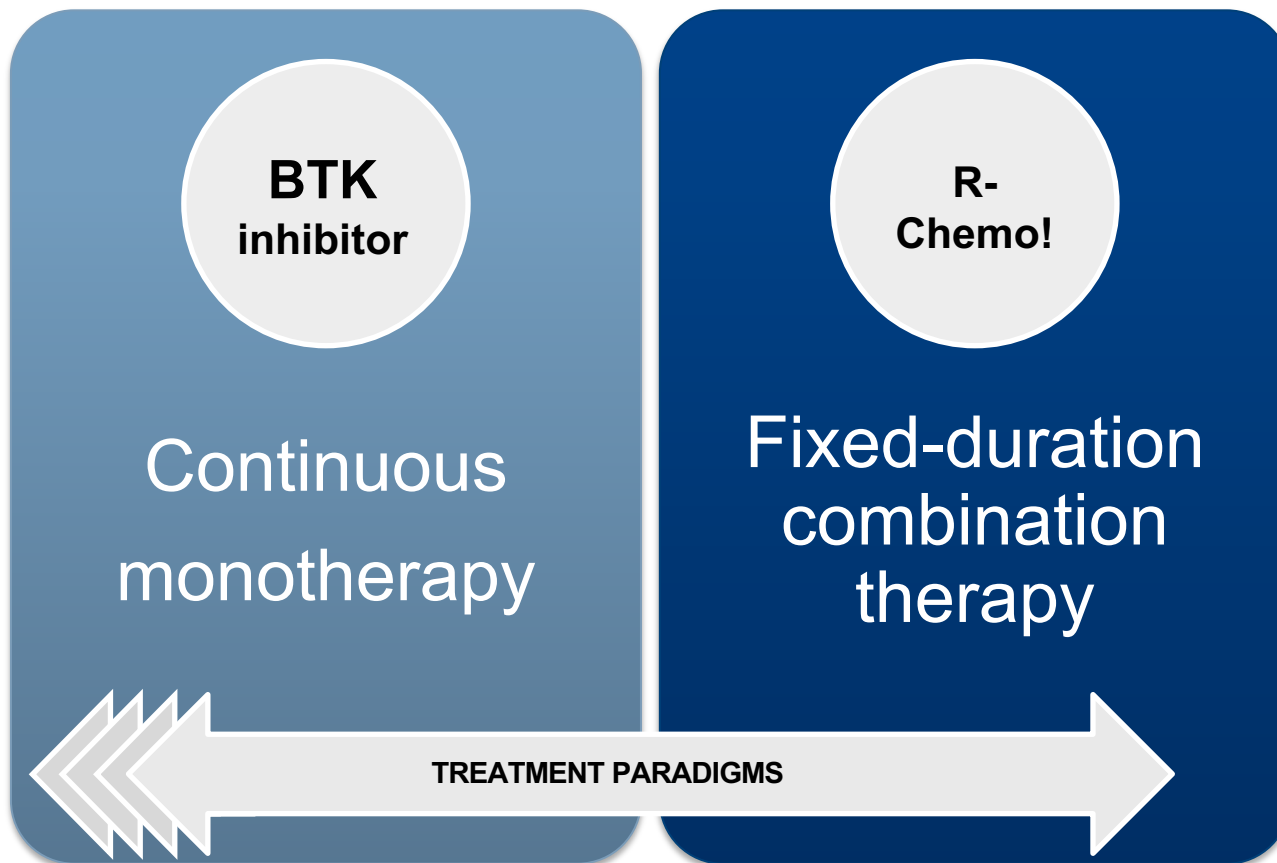 BTK
inhibitor
Continuous
monotherapy
R-
Chemo!
Fixed-duration
combination
therapy
TREATMENT PARADIGMS